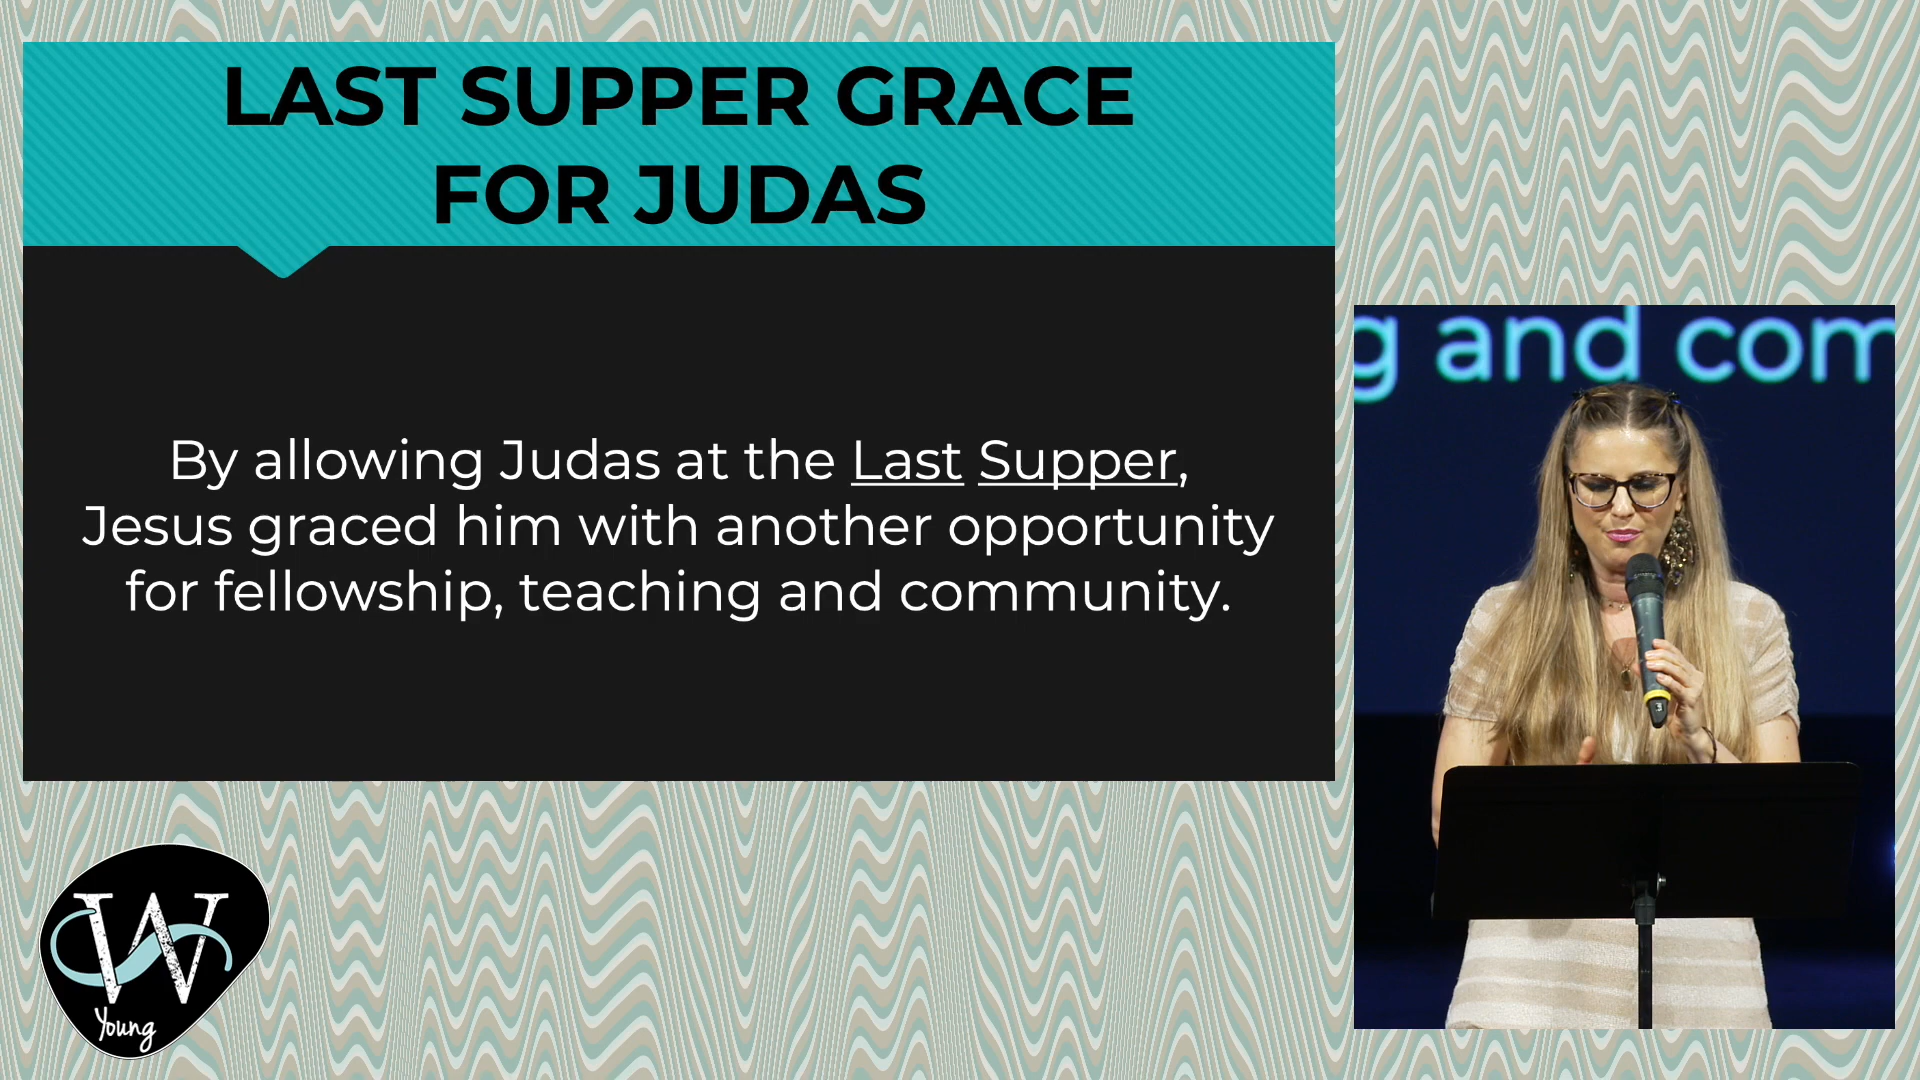 LAST SUPPER GRACE
FOR JUDAS
By allowing Judas at the Last Supper,
Jesus graced him with another opportunity
for fellowship, teaching and community.
g and com
3
W
Young